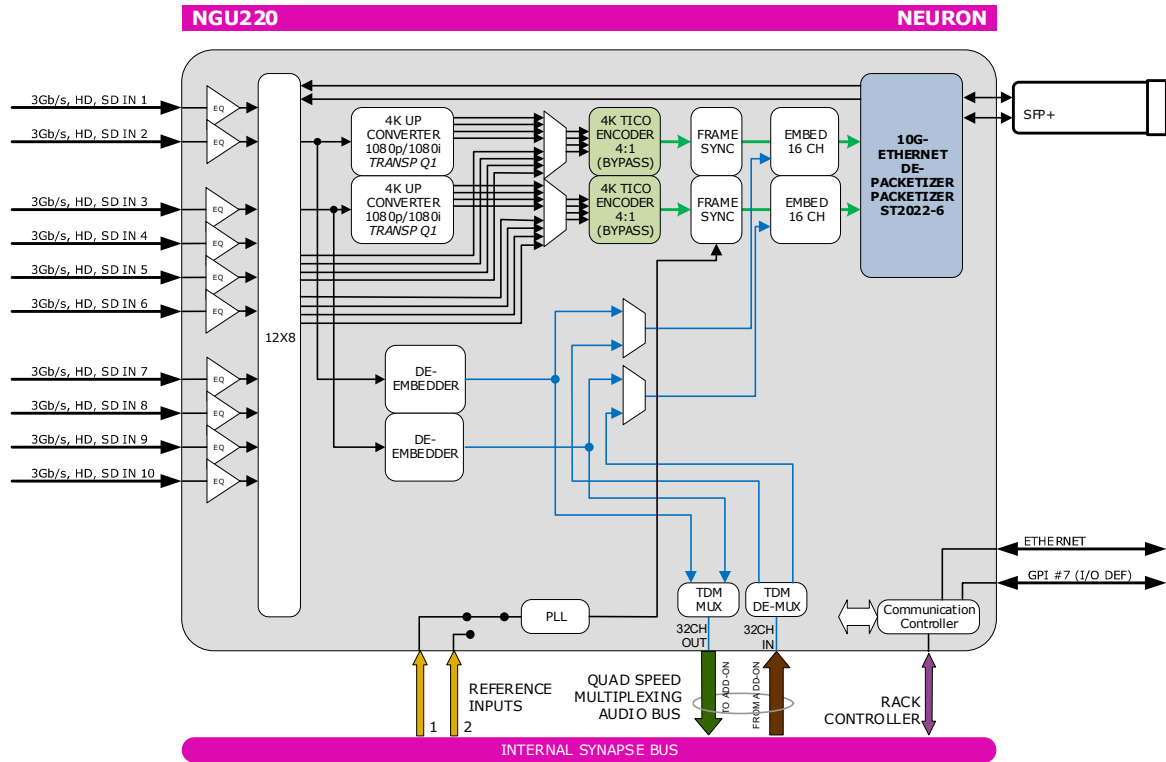 NGU220
NEURON
3Gb/s, HD, SD IN 1
3Gb/s, HD, SD IN 2
3Gb/s, HD, SD IN 3
3Gb/s, HD, SD IN 4
3Gb/s, HD, SD IN 5
3Gb/s, HD, SD IN 6
3Gb/s, HD, SD IN 7
3Gb/s, HD, SD IN 8
3Gb/s, HD, SD IN 9
3Gb/s, HD, SD IN 10
EQ
EQ
EQ
EQ
EQ
EQ
EQ
EQ
EQ
EQ
12X8
4K UP
CONVERTER
1080p/1080i
TRANSP Q1
4K UP
CONVERTER
1080p/1080i
TRANSP Q1
4K TICO
ENCODER
4:1
(BYPASS)
4K TICO
ENCODER
4:1
(BYPASS)
FRAME
SYNC
FRAME
SYNC
EMBED
16 CH
EMBED
16 CH
10G-
ETHERNET
DE-
PACKETIZER
PACKETIZER
ST2022-6
SFP+
DE-
EMBEDDER
DE-
EMBEDDER
ETHERNET
GPI #7 (I/O DEF)
Communication
Controller
TDM
MUX
TDM
DE-MUX
PLL
32CH
OUT
32CH
IN
REFERENCE
INPUTS
1
2
QUAD SPEED
MULTIPLEXING
AUDIO BUS
TO ADD-ON
FROM ADD-ON
RACK
CONTROLLER
INTERNAL SYNAPSE BUS